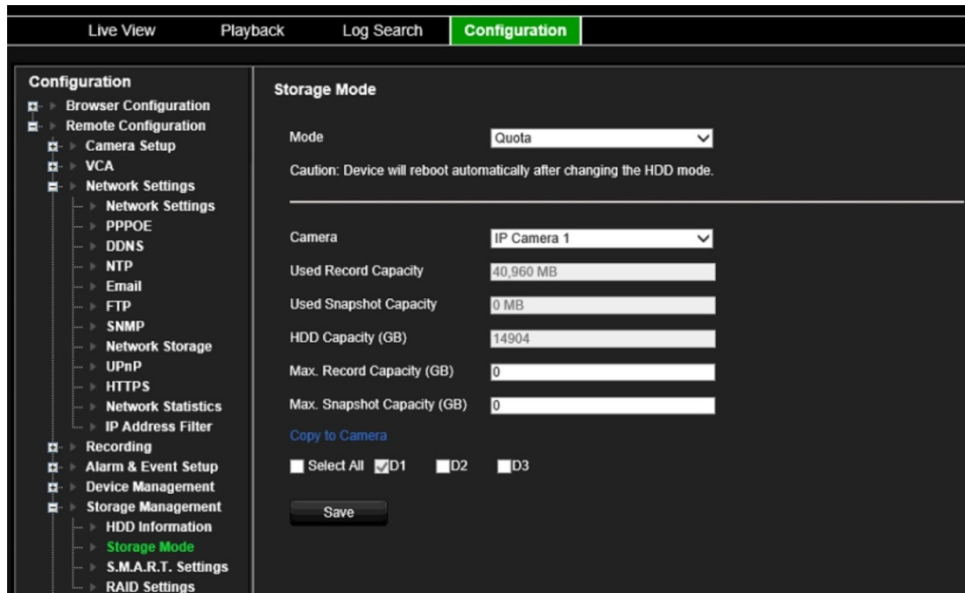 Live View Playback Log Search Configuration
Configuration
Browser Configuration
Remote Configuration
Camera Setup
VCA
Network Settings
Network Settings
PPPOE
DDNS
NTP
Email
FTP
SNMP
Network Storage
UPnP
HTTPS
Network Statistics
IP Address Filter
Recording
Alarm & Event Setup
Device Management
Storage Management
HDD Information
Storage Mode
S.M.A.R.T. Settings
RAID Settings
Storage Mode
Mode Quota
Caution: Device will reboot automatically after changing the HDD mode.
Camera IP Camera 1
Used Record Capacity 40,960 MB
Used Snapshot Capacity 0 MB
HDD Capacity (GB) 14904
Max. Record Capacity (GB) 0
Max. Snapshot Capacity (GB) 0
Copy to Camera
Select All D1 D2 D3
Save